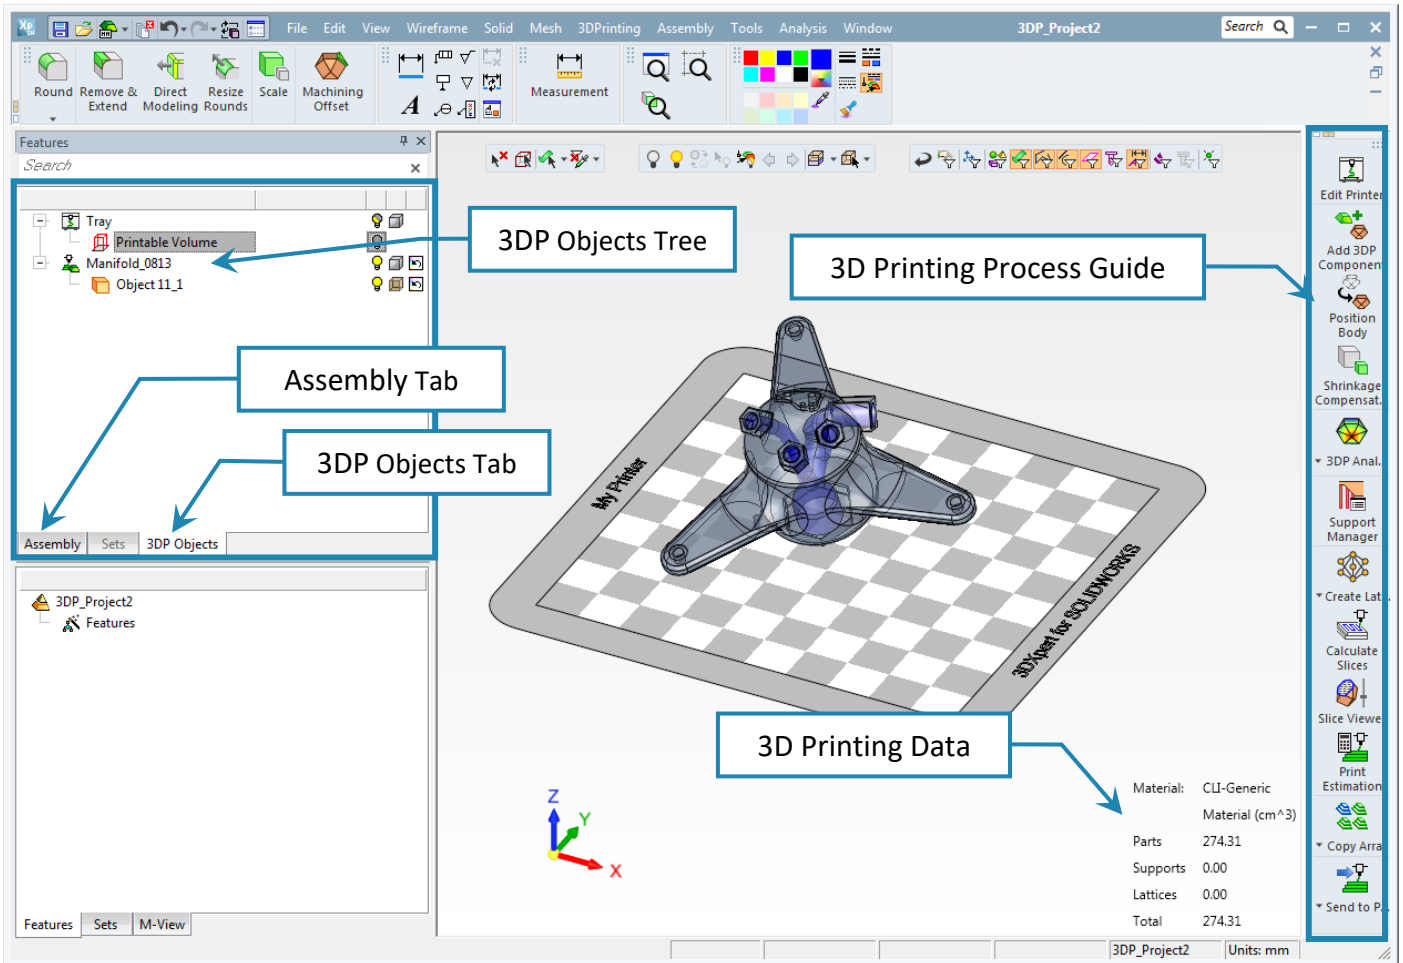 Xp
SW
File Edit View Wireframe Solid Mesh 3DPrinting Assembly Tools Analysis Window
3DP_Project2
Search
Round
Remove &
Extend
Direct
Modeling
Resize
Rounds
Scale
Machining
Offset
A
Measurement
Features
Search
Tray
Printable Volume
Manifold_0813
Object 11_1
3DP Objects Tree
3D Printing Process Guide
Assembly Tab
3DP Objects Tab
Assembly Sets 3DP Objects
3DP_Project2
Features
Features Sets M-View
My Printer
3DXpert for SOLIDWORKS
3D Printing Data
Z
Y
X
Material: CLI-Generic
Material (cm^3)
Parts 274.31
Supports 0.00
Lattices 0.00
Total 274.31
3DP_Project2 Units: mm
Edit Printer
Add 3DP
Componen
Position
Body
Shrinkage
Compensat..
3DP Anal..
Support
Manager
Create Lat..
Calculate
Slices
Slice Viewe
Print
Estimation
Copy Arra
Send to P..